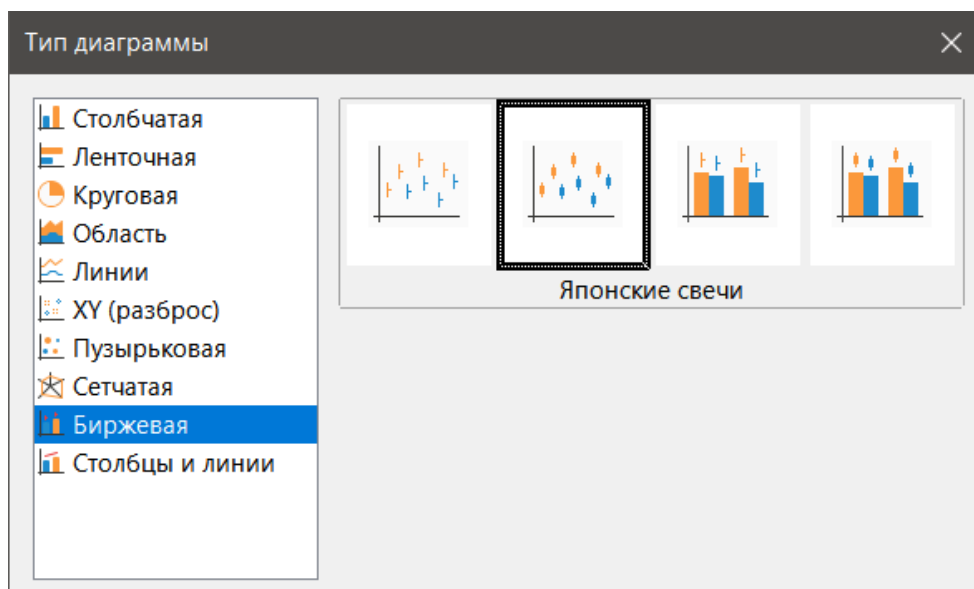 Тип диаграммы
Столбчатая
Ленточная
Круговая
Область
Линии
XY (разброс)
Пузырьковая
Сетчатая
Биржевая
Столбцы и линии
Японские свечи